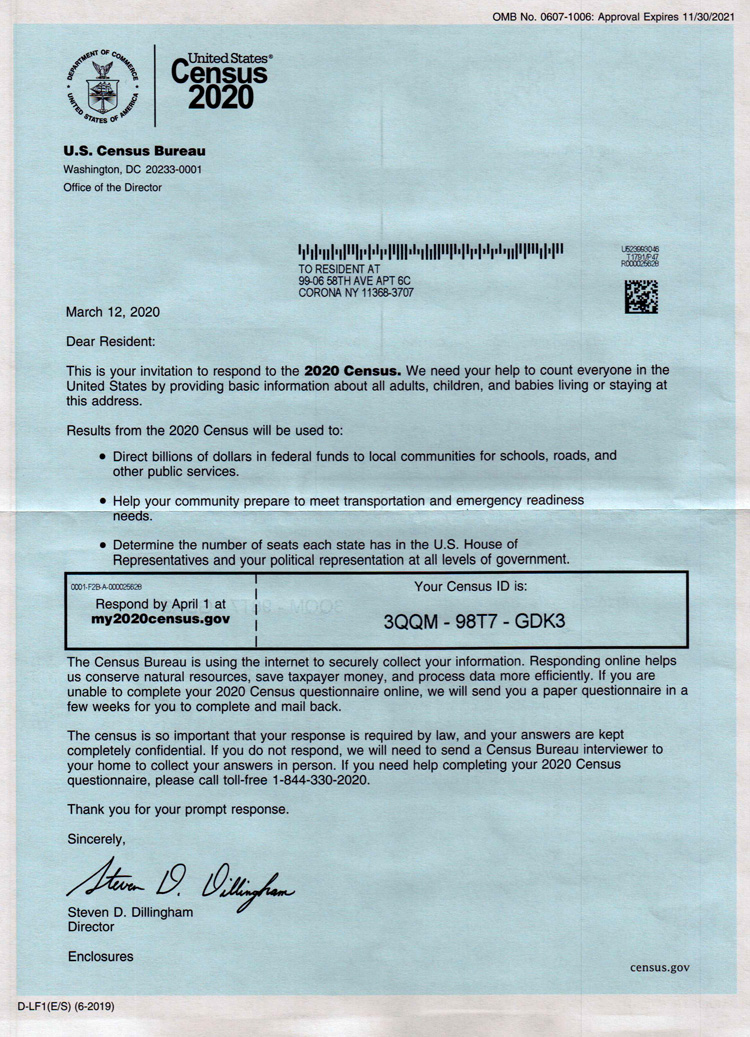 OMB No. 0607-1006: Approval Expires 11/30/2021
DEPARTMENT OF COMMERCE
UNITED STATES OF AMERICA
United States®
Census
2020
U.S. Census Bureau
Washington, DC 20233-0001
Office of the Director
TO RESIDENT AT
99-06 58TH AVE APT 6C
CORONA NY 11368-3707
U523993046
T1791/P47
R000025628
March 12, 2020
Dear Resident:
This is your invitation to respond to the 2020 Census. We need your help to count everyone in the
United States by providing basic information about all adults, children, and babies living or staying at
this address.
Results from the 2020 Census will be used to:
• Direct billions of dollars in federal funds to local communities for schools, roads, and
other public services.
• Help your community prepare to meet transportation and emergency readiness
needs.
• Determine the number of seats each state has in the U.S. House of
Representatives and your political representation at all levels of government.
0001-F2B-A-000025628
Respond by April 1 at
my2020census.gov
Your Census ID is:
3QQM - 98T7 - GDK3
The Census Bureau is using the internet to securely collect your information. Responding online helps
us conserve natural resources, save taxpayer money, and process data more efficiently. If you are
unable to complete your 2020 Census questionnaire online, we will send you a paper questionnaire in a
few weeks for you to complete and mail back.
The census is so important that your response is required by law, and your answers are kept
completely confidential. If you do not respond, we will need to send a Census Bureau interviewer to
your home to collect your answers in person. If you need help completing your 2020 Census
questionnaire, please call toll-free 1-844-330-2020.
Thank you for your prompt response.
Sincerely,
Steven D. Dillingham
Steven D. Dillingham
Director
Enclosures
census.gov
D-LF1(E/S) (6-2019)